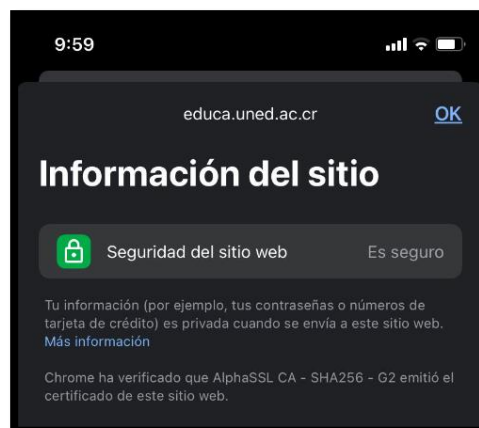 9:59
educa.uned.ac.cr
OK
Información del sitio
Seguridad del sitio web
Es seguro
Tu información (por ejemplo, tus contraseñas o números de
tarjeta de crédito) es privada cuando se envía a este sitio web.
Más información
Chrome ha verificado que AlphaSSL CA - SHA256 - G2 emitió el
certificado de este sitio web.